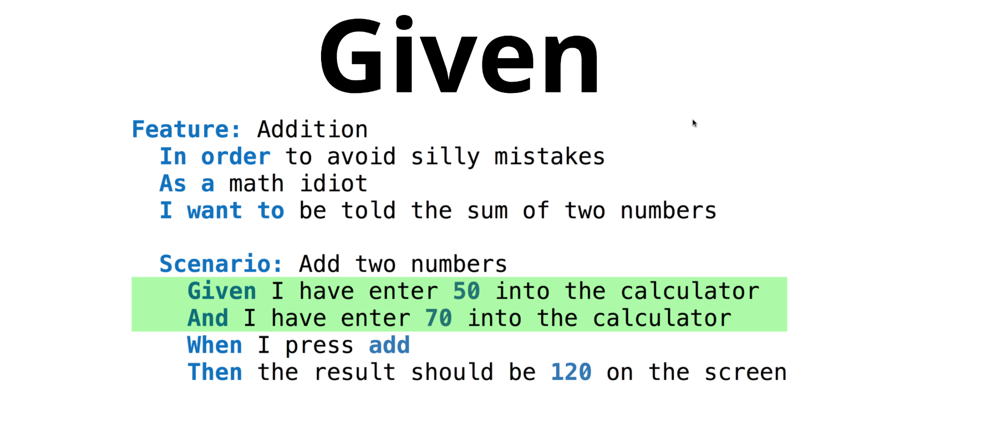 Given
Feature: Addition
In order to avoid silly mistakes
As a math idiot
I want to be told the sum of two numbers
Scenario: Add two numbers
Given I have enter 50 into the calculator
And I have enter 70 into the calculator
When I press add
Then the result should be 120 on the screen